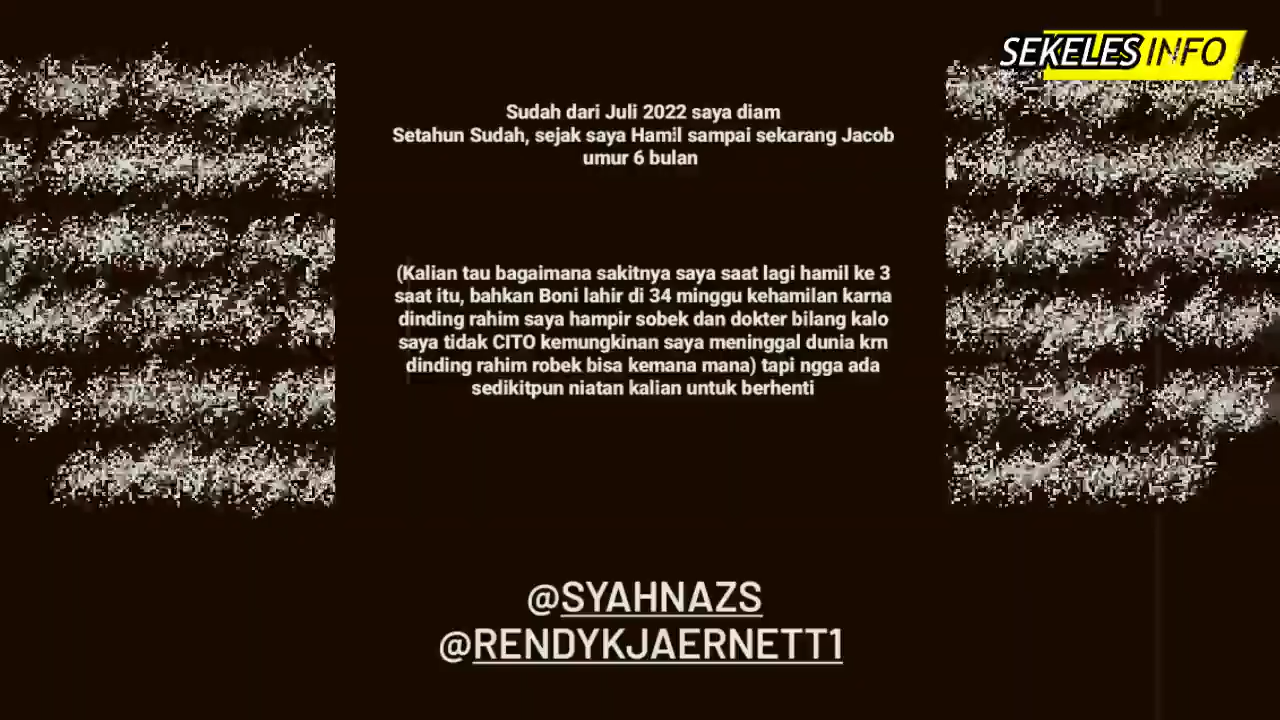 SEKELES INFO
Sudah dari Juli 2022 saya diam
Setahun Sudah, sejak saya Hamil sampai sekarang Jacob
umur 6 bulan
(Kalian tau bagaimana sakitnya saya saat lagi hamil ke 3
saat itu, bahkan Boni lahir di 34 minggu kehamilan karna
dinding rahim saya hampir sobek dan dokter bilang kalo
saya tidak CITO kemungkinan saya meninggal dunia krn
dinding rahim robek bisa kemana mana) tapi ngga ada
sedikitpun niatan kalian untuk berhenti
@SYAHNAZS
@RENDYKJAERNETT1